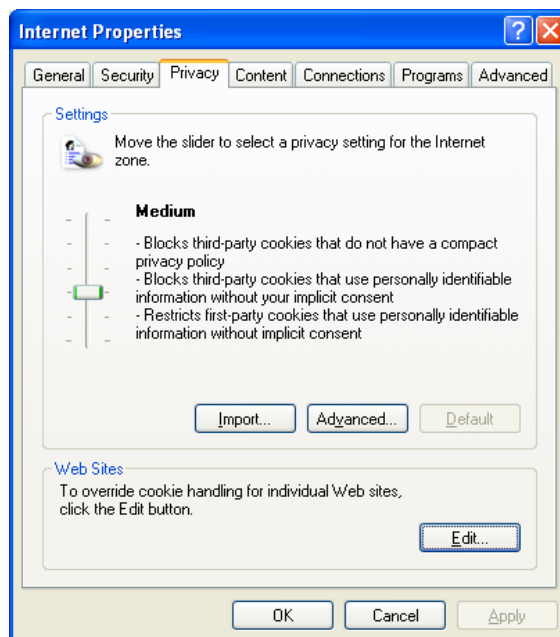 Internet Properties
General Security Privacy Content Connections Programs Advanced
Settings
Move the slider to select a privacy setting for the Internet
zone.
Medium
- Blocks third-party cookies that do not have a compact
privacy policy
- Blocks third-party cookies that use personally identifiable
information without your implicit consent
- Restricts first-party cookies that use personally identifiable
information without implicit consent
Import... Advanced... Default
Web Sites
To override cookie handling for individual Web sites,
click the Edit button.
Edit...
OK Cancel Apply